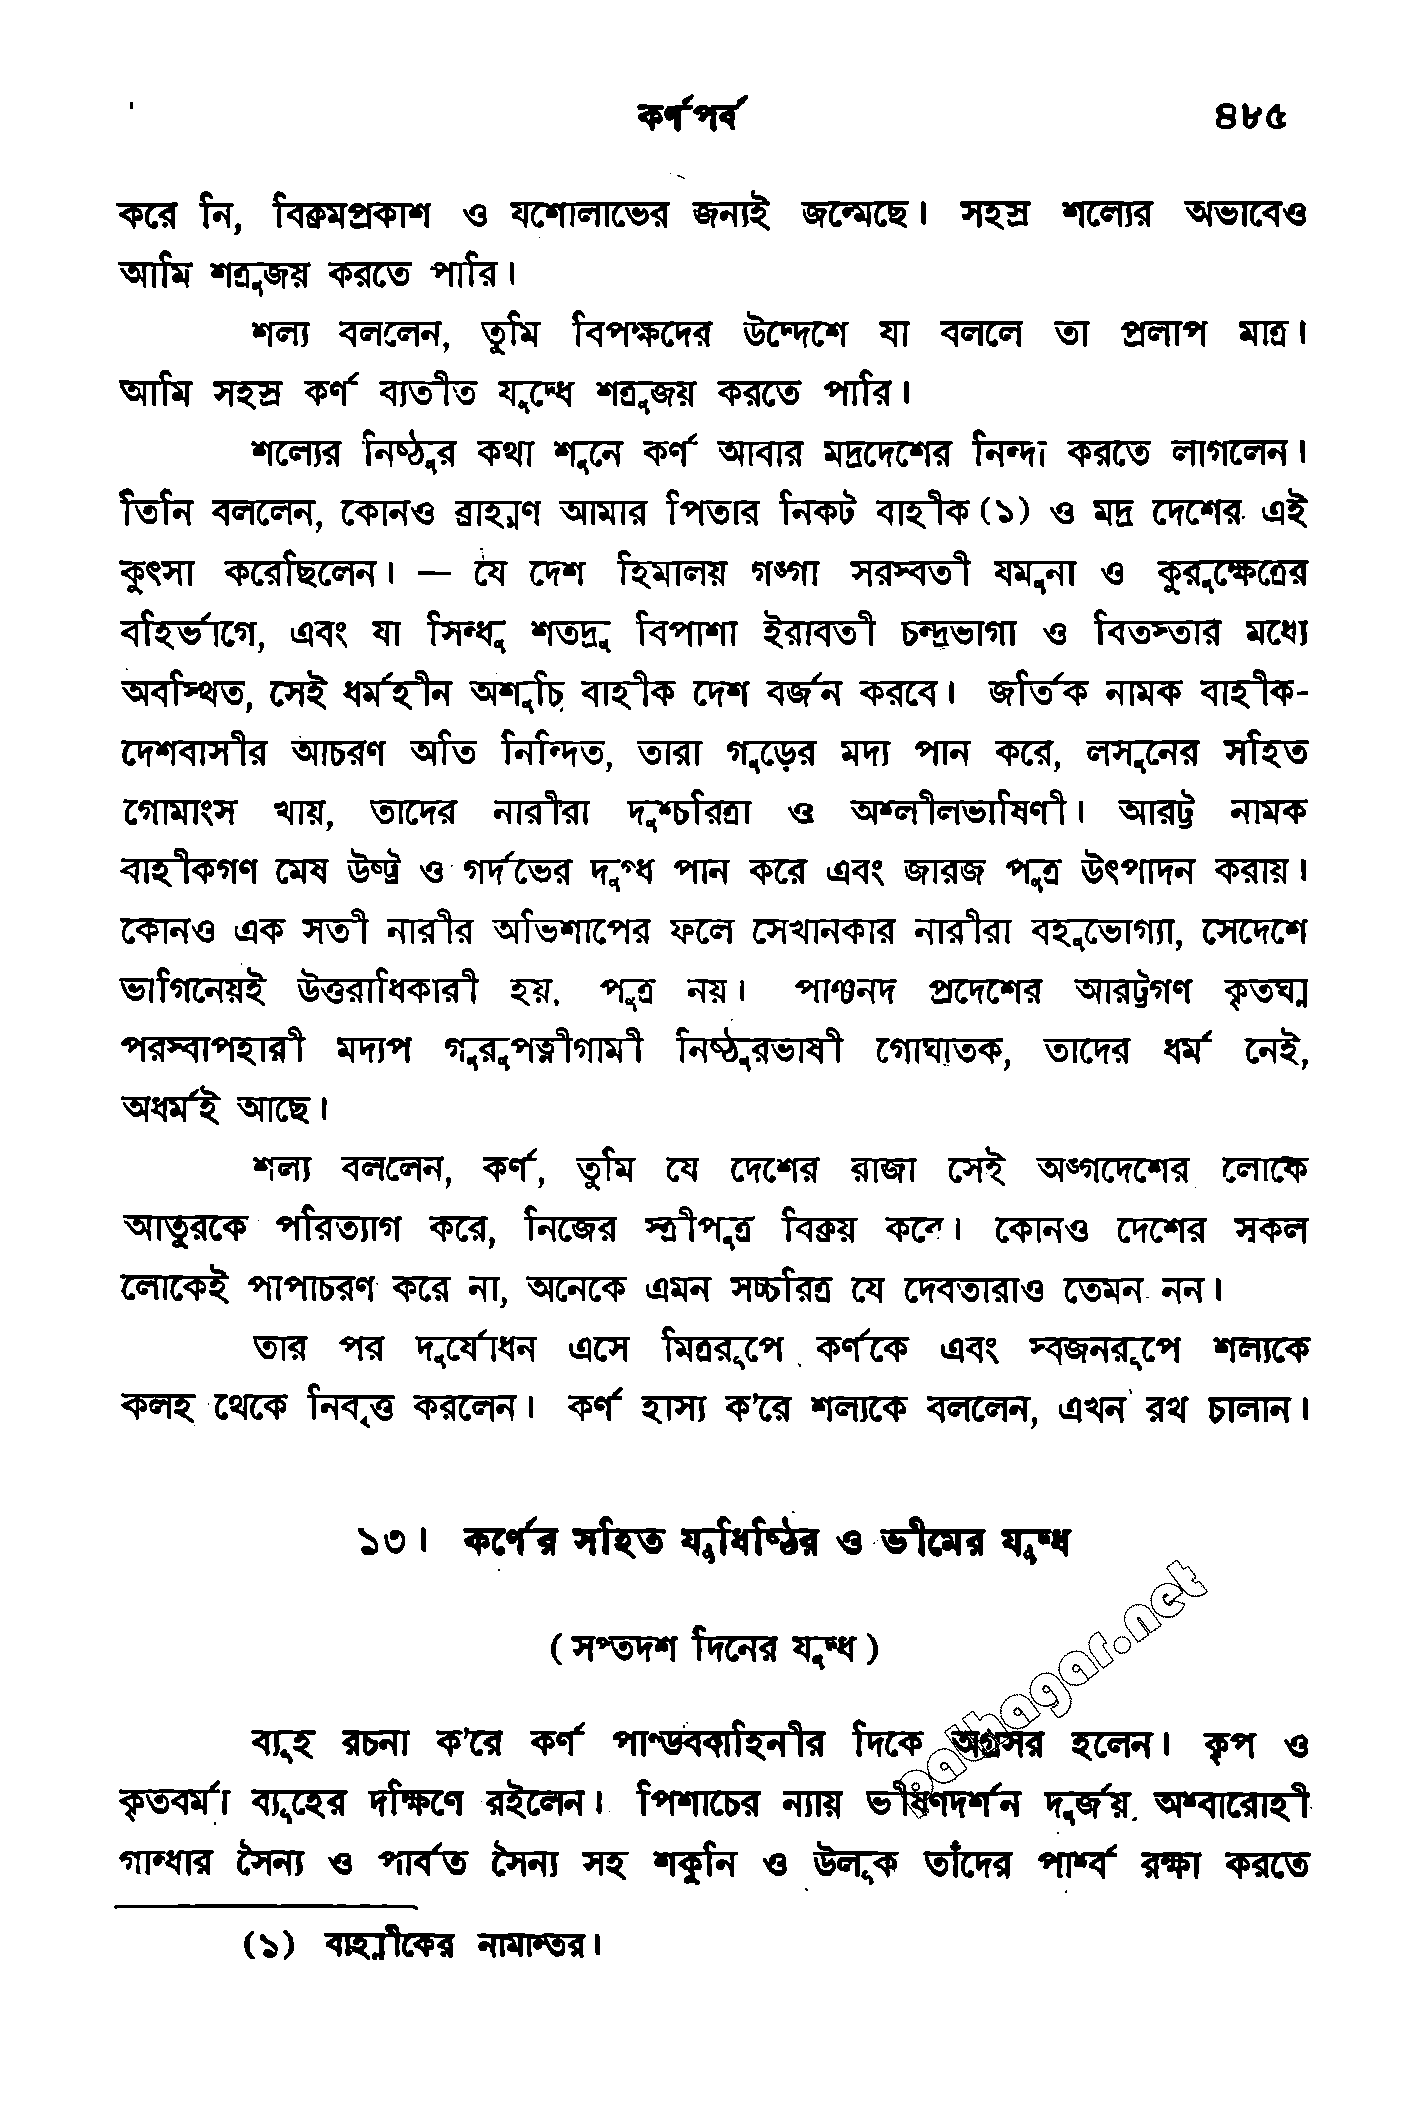 কর্ণপর্ব ৪৮৫
করে নি, বিক্রমপ্রকাশ ও যশোলাভের জন্যই জন্মেছে। সহস্র শল্যের অভাবেও
আমি শত্রুজয় করতে পারি।
শল্য বললেন, তুমি বিপক্ষদের উদ্দেশে যা বললে তা প্রলাপ মাত্র।
আমি সহস্র কর্ণ ব্যতীত যুদ্ধে শত্রুজয় করতে পারি।
শল্যের নিষ্ঠুর কথা শুনে কর্ণ আবার মদ্রদেশের নিন্দা করতে লাগলেন।
তিনি বললেন, কোনও ব্রাহ্মণ আমার পিতার নিকট বাহীক(১) ও মদ্র দেশের এই
কুৎসা করেছিলেন। — যে দেশ হিমালয় গঙ্গা সরস্বতী যমুনা ও কুরুক্ষেত্রের
বহির্ভাগে, এবং যা সিন্ধু শতদ্রু বিপাশা ইরাবতী চন্দ্রভাগা ও বিতস্তার মধ্যে
অবস্থিত, সেই ধর্মহীন অশুচি বাহীক দেশ বর্জন করবে। জর্তিক নামক বাহীক-
দেশবাসীর আচরণ অতি নিন্দিত, তারা গুড়ের মদ্য পান করে, লসুনের সহিত
গোমাংস খায়, তাদের নারীরা দুশ্চরিত্রা ও অশ্লীলভাষিণী। আরট্ট নামক
বাহীকগণ মেষ উষ্ট্র ও গর্দভের দুগ্ধ পান করে এবং জারজ পুত্র উৎপাদন করায়।
কোনও এক সতী নারীর অভিশাপের ফলে সেখানকার নারীরা বহুভোগ্যা, সেদেশে
ভাগিনেয়ই উত্তরাধিকারী হয়, পুত্র নয়। পাঞ্চনদ প্রদেশের আরট্টগণ কৃতঘ্ন
পরস্বাপহারী মদ্যপ গুরুপত্নীগামী নিষ্ঠুরভাষী গোঘাতক, তাদের ধর্ম নেই,
অধর্মই আছে।
শল্য বললেন, কর্ণ, তুমি যে দেশের রাজা সেই অঙ্গদেশের লোকে
আতুরকে পরিত্যাগ করে, নিজের স্ত্রীপুত্র বিক্রয় করে। কোনও দেশের সকল
লোকেই পাপাচরণ করে না, অনেকে এমন সচ্চরিত্র যে দেবতারাও তেমন নন।
তার পর দুর্যোধন এসে মিত্ররূপে কর্ণকে এবং স্বজনরূপে শল্যকে
কলহ থেকে নিবৃত্ত করলেন। কর্ণ হাস্য ক'রে শল্যকে বললেন, এখন রথ চালান।
১৩। কর্ণের সহিত যুধিষ্ঠির ও ভীমের যুদ্ধ
(সপ্তদশ দিনের যুদ্ধ)
ব্যূহ রচনা ক'রে কর্ণ পাণ্ডববাহিনীর দিকে অগ্রসর হলেন। কৃপ ও
কৃতবর্মা ব্যূহের দক্ষিণে রইলেন। পিশাচের ন্যায় ভীষণদর্শন দুর্জয় অশ্বারোহী
গান্ধার সৈন্য ও পার্বত সৈন্য সহ শকুনি ও উলূক তাঁদের পার্শ্ব রক্ষা করতে
(১) বাহ্লীকের নামান্তর।
pathagar.net